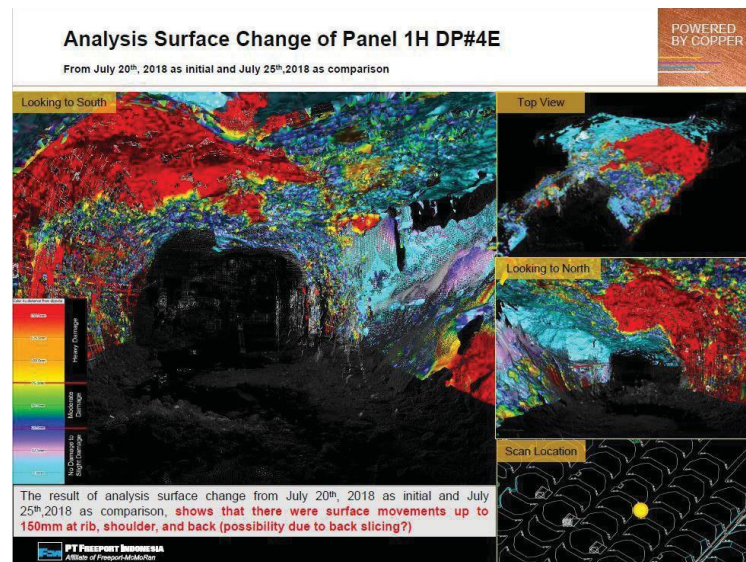 Analysis Surface Change of Panel 1H DP#4E
From July 20th, 2018 as initial and July 25th,2018 as comparison
POWERED
BY COPPER
Looking to South
Top View
Looking to North
Heavy Damage
Moderate
Damage
No Damage to
Slight Damage
Scan Location
The result of analysis surface change from July 20th, 2018 as initial and July
25th,2018 as comparison, shows that there were surface movements up to
150mm at rib, shoulder, and back (possibility due to back slicing?)
FCX
PT FREEPORT INDONESIA
Affiliate of Freeport-McMoRan